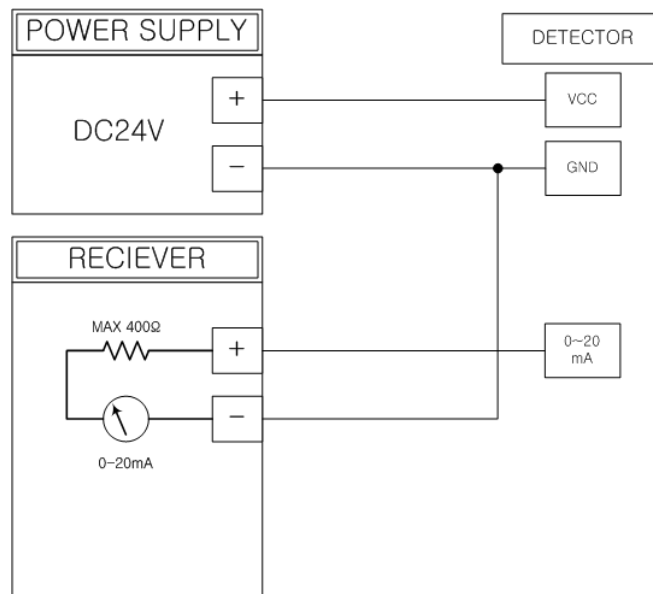 POWER SUPPLY
DETECTOR
DC24V
+
VCC
−
GND
RECIEVER
MAX 400Ω
+
0~20
mA
−
0-20mA